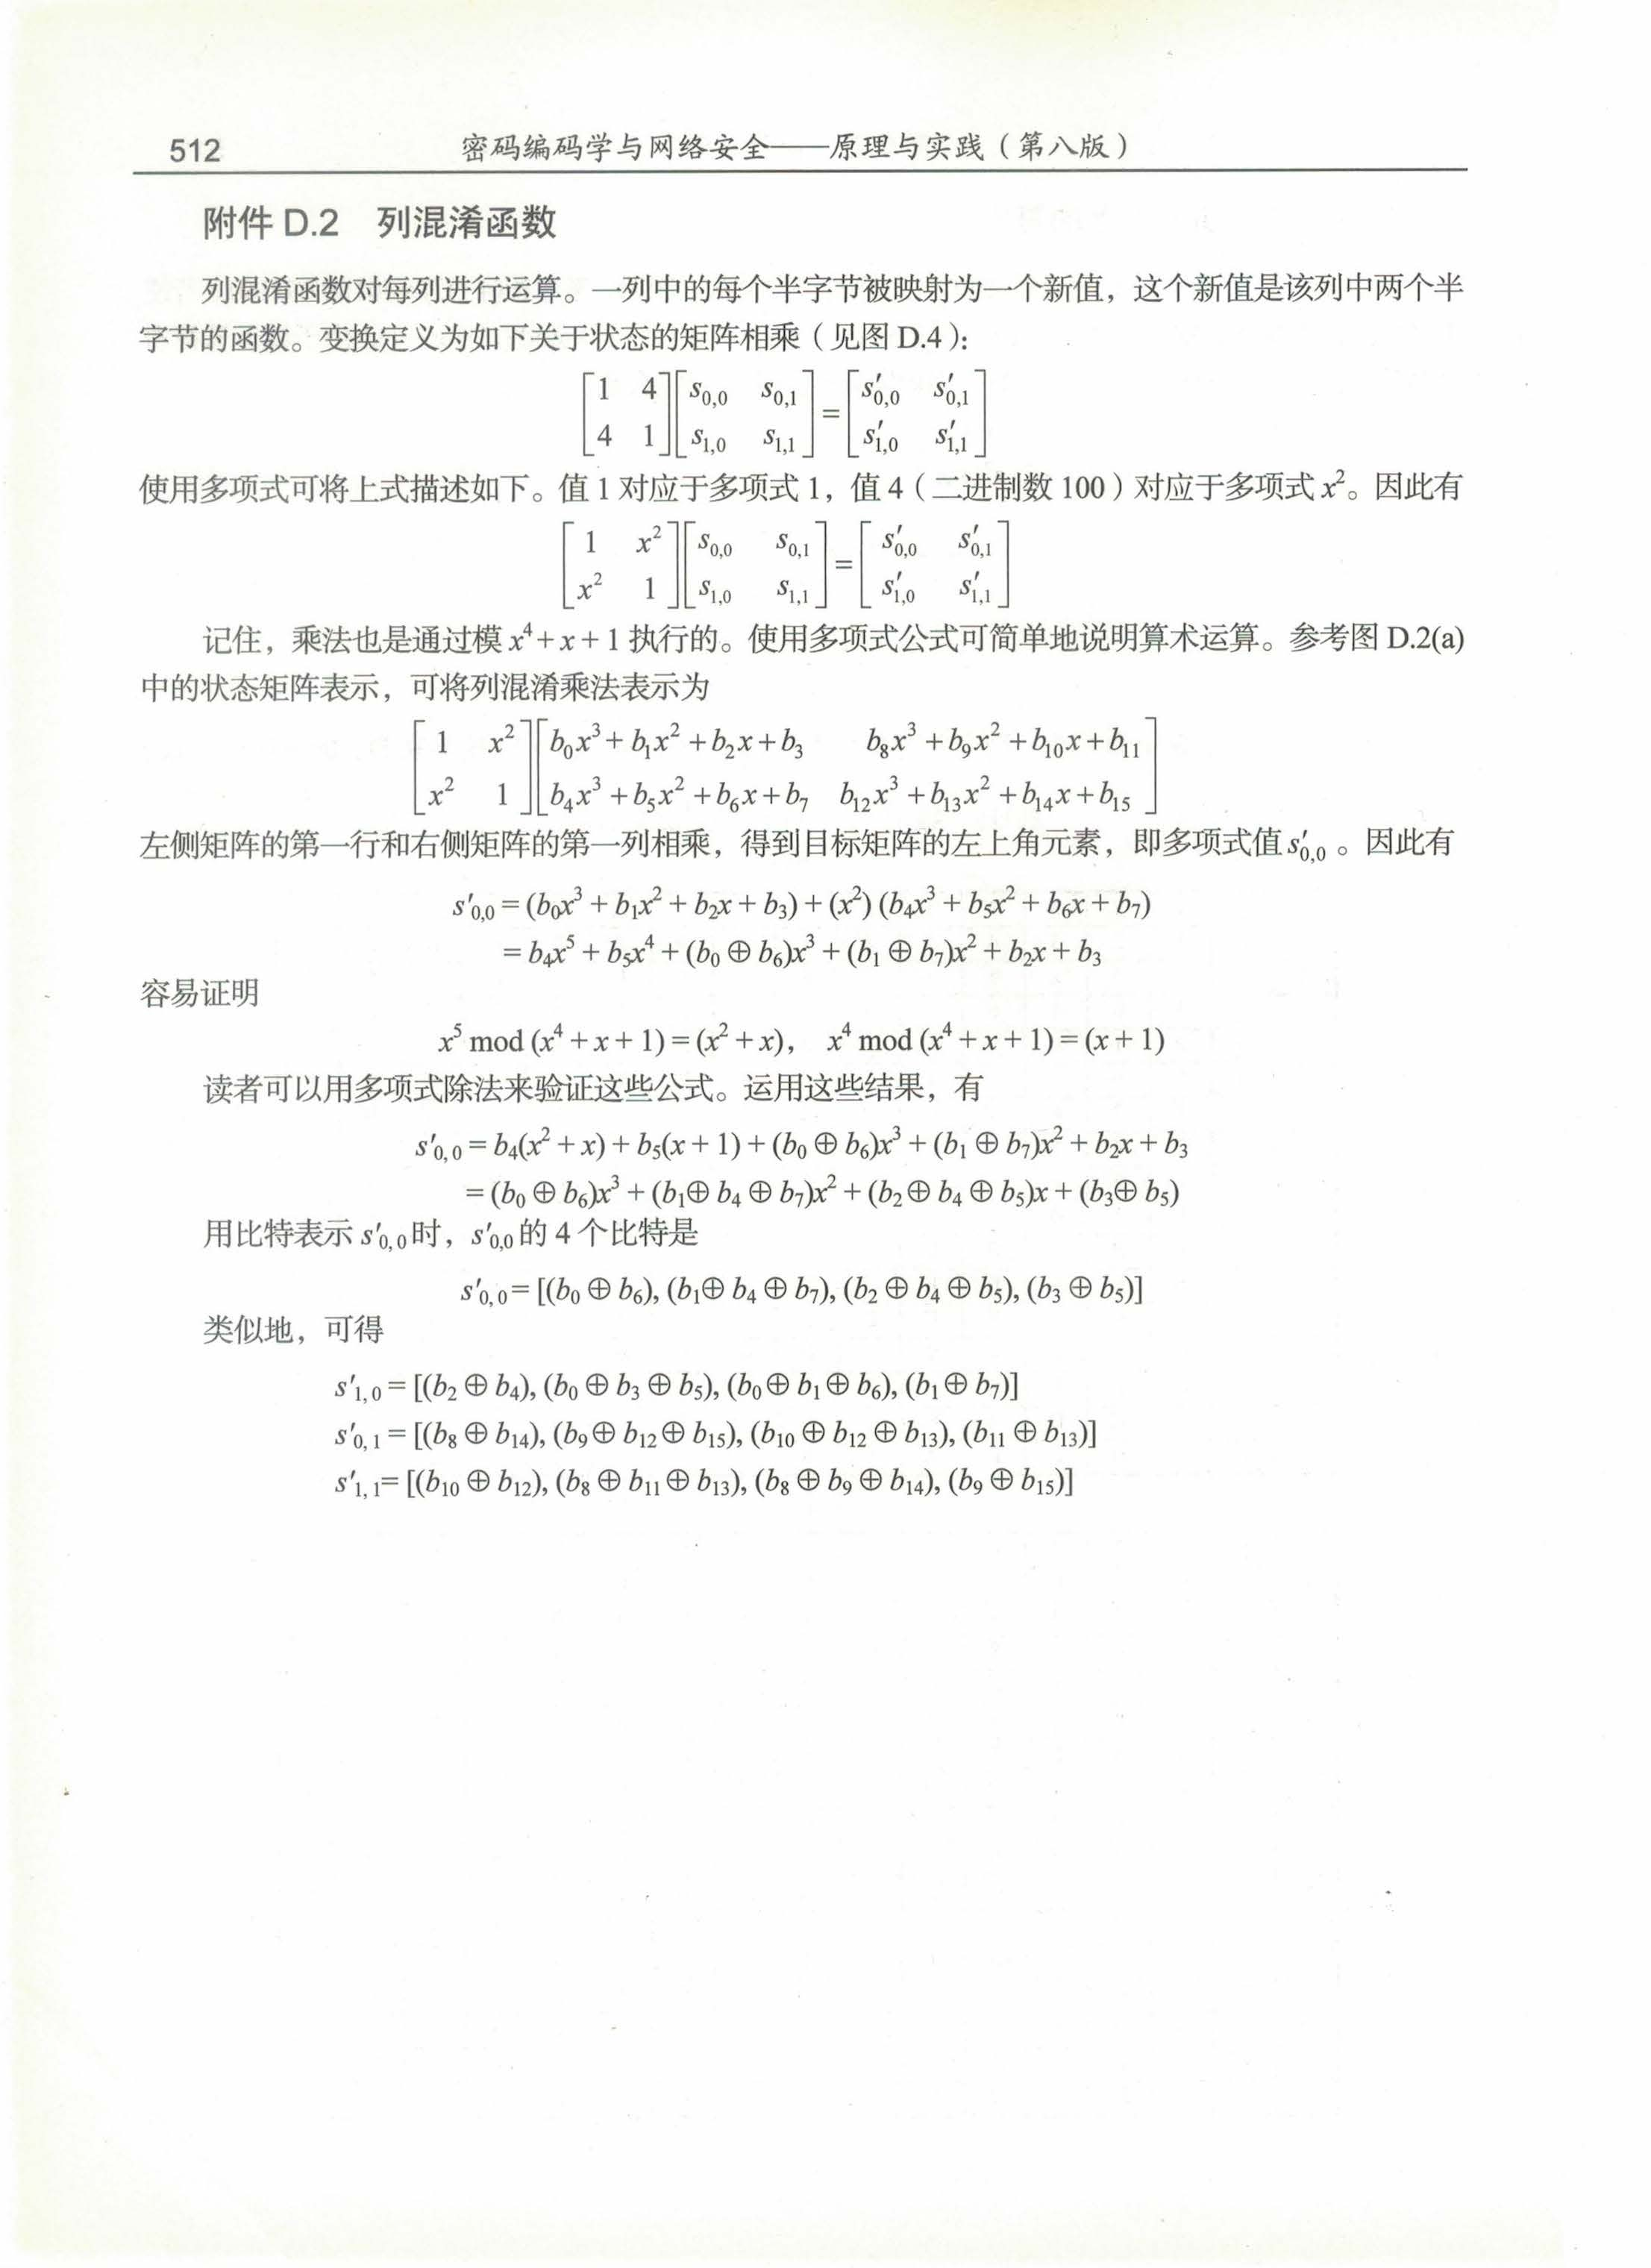 512 密码编码学与网络安全——原理与实践（第八版）
附件 D.2 列混淆函数
列混淆函数对每列进行运算。一列中的每个半字节被映射为一个新值，这个新值是该列中两个半
字节的函数。变换定义为如下关于状态的矩阵相乘（见图 D.4）：
[1 4; 4 1][s0,0 s0,1; s1,0 s1,1] = [s′0,0 s′0,1; s′1,0 s′1,1]
使用多项式可将上式描述如下。值 1 对应于多项式 1，值 4（二进制数 100）对应于多项式 x²。因此有
[1 x²; x² 1][s0,0 s0,1; s1,0 s1,1] = [s′0,0 s′0,1; s′1,0 s′1,1]
记住，乘法也是通过模 x⁴ + x + 1 执行的。使用多项式公式可简单地说明算术运算。参考图 D.2(a)
中的状态矩阵表示，可将列混淆乘法表示为
[1 x²; x² 1][b₀x³ + b₁x² + b₂x + b₃ b₈x³ + b₉x² + b₁₀x + b₁₁; b₄x³ + b₅x² + b₆x + b₇ b₁₂x³ + b₁₃x² + b₁₄x + b₁₅]
左侧矩阵的第一行和右侧矩阵的第一列相乘，得到目标矩阵的左上角元素，即多项式值 s′0,0 。因此有
s′0,0 = (b₀x³ + b₁x² + b₂x + b₃) + (x²) (b₄x³ + b₅x² + b₆x + b₇)
= b₄x⁵ + b₅x⁴ + (b₀ ⊕ b₆)x³ + (b₁ ⊕ b₇)x² + b₂x + b₃
容易证明
x⁵ mod (x⁴ + x + 1) = (x² + x)， x⁴ mod (x⁴ + x + 1) = (x + 1)
读者可以用多项式除法来验证这些公式。运用这些结果，有
s′0,0 = b₄(x² + x) + b₅(x + 1) + (b₀ ⊕ b₆)x³ + (b₁ ⊕ b₇)x² + b₂x + b₃
= (b₀ ⊕ b₆)x³ + (b₁ ⊕ b₄ ⊕ b₇)x² + (b₂ ⊕ b₄ ⊕ b₅)x + (b₃ ⊕ b₅)
用比特表示 s′0,0 时，s′0,0 的 4 个比特是
s′0,0 = [(b₀ ⊕ b₆), (b₁ ⊕ b₄ ⊕ b₇), (b₂ ⊕ b₄ ⊕ b₅), (b₃ ⊕ b₅)]
类似地，可得
s′1,0 = [(b₂ ⊕ b₄), (b₀ ⊕ b₃ ⊕ b₅), (b₀ ⊕ b₁ ⊕ b₆), (b₁ ⊕ b₇)]
s′0,1 = [(b₈ ⊕ b₁₄), (b₉ ⊕ b₁₂ ⊕ b₁₅), (b₁₀ ⊕ b₁₂ ⊕ b₁₃), (b₁₁ ⊕ b₁₃)]
s′1,1 = [(b₁₀ ⊕ b₁₂), (b₈ ⊕ b₁₁ ⊕ b₁₃), (b₈ ⊕ b₉ ⊕ b₁₄), (b₉ ⊕ b₁₅)]